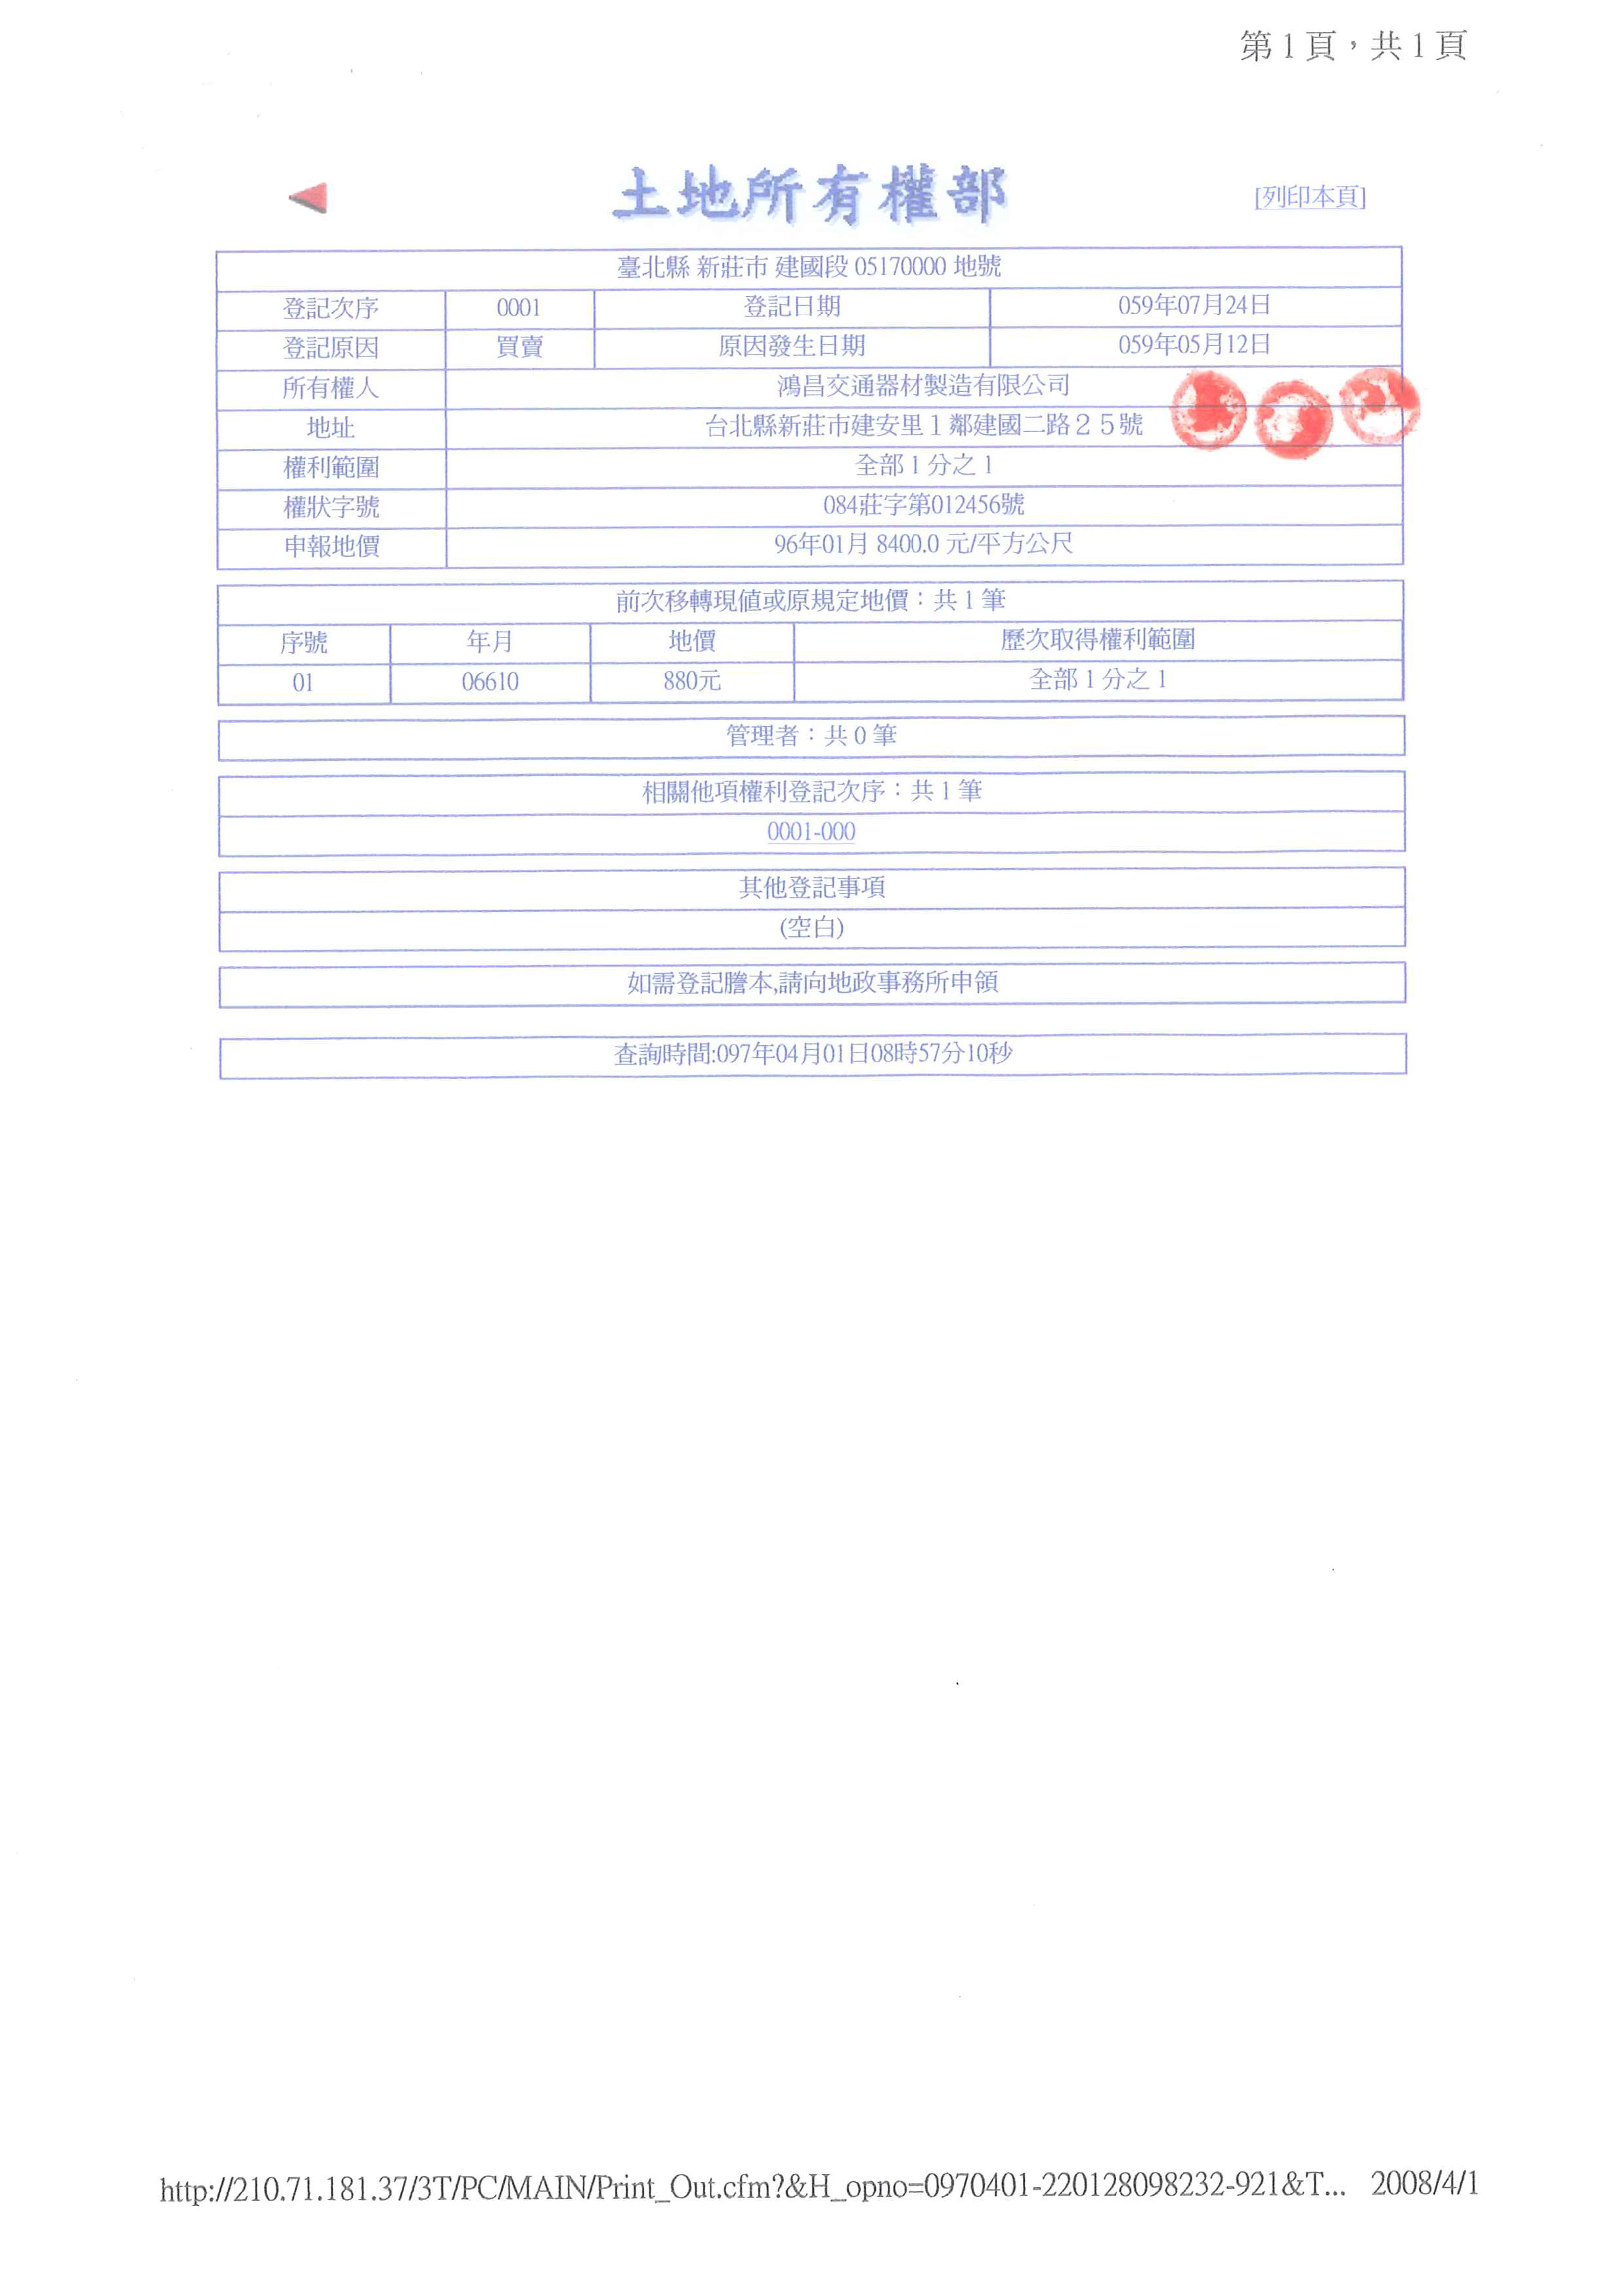 第1頁，共1頁
土地所有權部
[列印本頁]
臺北縣 新莊市 建國段 05170000 地號
登記次序 0001 登記日期 059年07月24日
登記原因 買賣 原因發生日期 059年05月12日
所有權人 鴻昌交通器材製造有限公司
地址 台北縣新莊市建安里1鄰建國二路２５號
權利範圍 全部1分之1
權狀字號 084莊字第012456號
申報地價 96年01月 8400.0 元/平方公尺
前次移轉現值或原規定地價：共1筆
序號 年月 地價 歷次取得權利範圍
01 06610 880元 全部1分之1
管理者：共0筆
相關他項權利登記次序：共1筆
0001-000
其他登記事項
(空白)
如需登記謄本,請向地政事務所申領
查詢時間:097年04月01日08時57分10秒
http://210.71.181.37/3T/PC/MAIN/Print_Out.cfm?&H_opno=0970401-220128098232-921&T... 2008/4/1